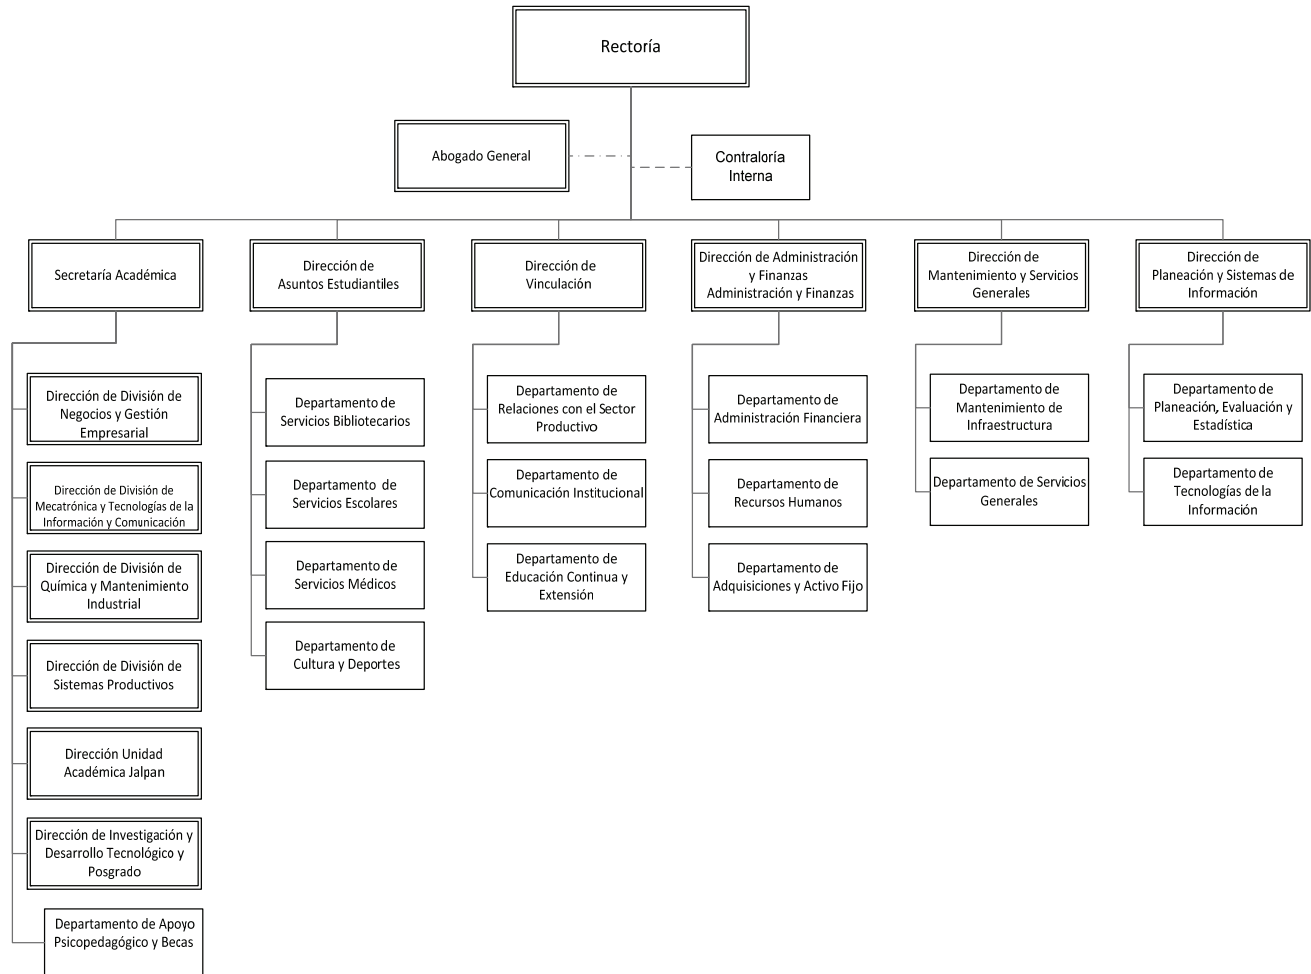 Rectoría
Abogado General
Contraloría
Interna
Secretaría Académica
Dirección de
Asuntos Estudiantiles
Dirección de
Vinculación
Dirección de Administración
y Finanzas
Administración y Finanzas
Dirección de
Mantenimiento y Servicios
Generales
Dirección de
Planeación y Sistemas de
Información
Dirección de División de
Negocios y Gestión
Empresarial
Dirección de División de
Mecatrónica y Tecnologías de la
Información y Comunicación
Dirección de División de
Química y Mantenimiento
Industrial
Dirección de División de
Sistemas Productivos
Dirección Unidad
Académica Jalpan
Dirección de Investigación y
Desarrollo Tecnológico y
Posgrado
Departamento de Apoyo
Psicopedagógico y Becas
Departamento de
Servicios Bibliotecarios
Departamento de
Servicios Escolares
Departamento de
Servicios Médicos
Departamento de
Cultura y Deportes
Departamento de
Relaciones con el Sector
Productivo
Departamento de
Comunicación Institucional
Departamento de
Educación Continua y
Extensión
Departamento de
Administración Financiera
Departamento de
Recursos Humanos
Departamento de
Adquisiciones y Activo Fijo
Departamento de
Mantenimiento de
Infraestructura
Departamento de Servicios
Generales
Departamento de
Planeación, Evaluación y
Estadística
Departamento de
Tecnologías de la
Información